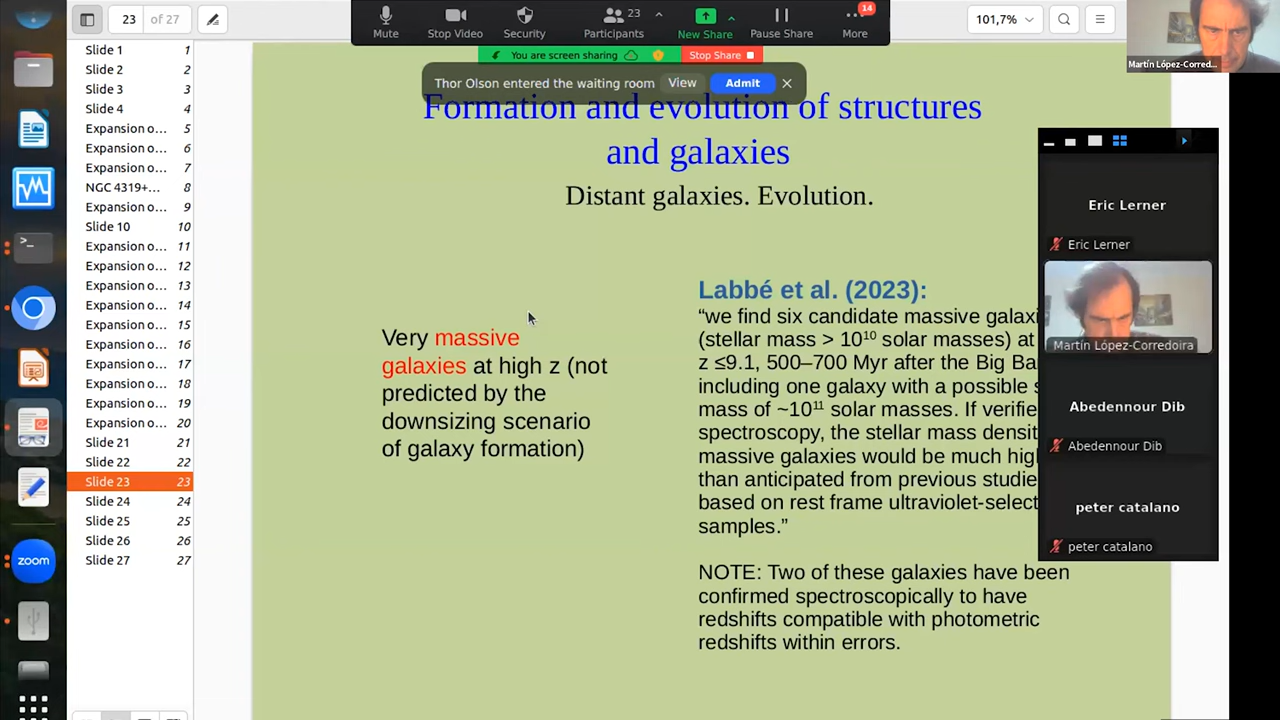 23 of 27
Mute
Stop Video
Security
23
Participants
New Share
Pause Share
14
More
101,7%
Martín López-Corred...
You are screen sharing
Stop Share
Thor Olson entered the waiting room
View
Admit
Slide 1 1
Slide 2 2
Slide 3 3
Slide 4 4
Expansion o... 5
Expansion o... 6
Expansion o... 7
NGC 4319+... 8
Expansion o... 9
Slide 10 10
Expansion o... 11
Expansion o... 12
Expansion o... 13
Expansion o... 14
Expansion o... 15
Expansion o... 16
Expansion o... 17
Expansion o... 18
Expansion o... 19
Expansion o... 20
Slide 21 21
Slide 22 22
Slide 23 23
Slide 24 24
Slide 25 25
Slide 26 26
Slide 27 27
zoom
Formation and evolution of structures
and galaxies
Distant galaxies. Evolution.
Very massive
galaxies at high z (not
predicted by the
downsizing scenario
of galaxy formation)
Labbé et al. (2023):
“we find six candidate massive galaxi
(stellar mass > 10¹⁰ solar masses) at
z ≤9.1, 500–700 Myr after the Big Ba
including one galaxy with a possible s
mass of ~10¹¹ solar masses. If verifie
spectroscopy, the stellar mass densit
massive galaxies would be much hig
than anticipated from previous studie
based on rest frame ultraviolet-select
samples.”
NOTE: Two of these galaxies have been
confirmed spectroscopically to have
redshifts compatible with photometric
redshifts within errors.
Eric Lerner
Eric Lerner
Martín López-Corredoira
Abedennour Dib
Abedennour Dib
peter catalano
peter catalano